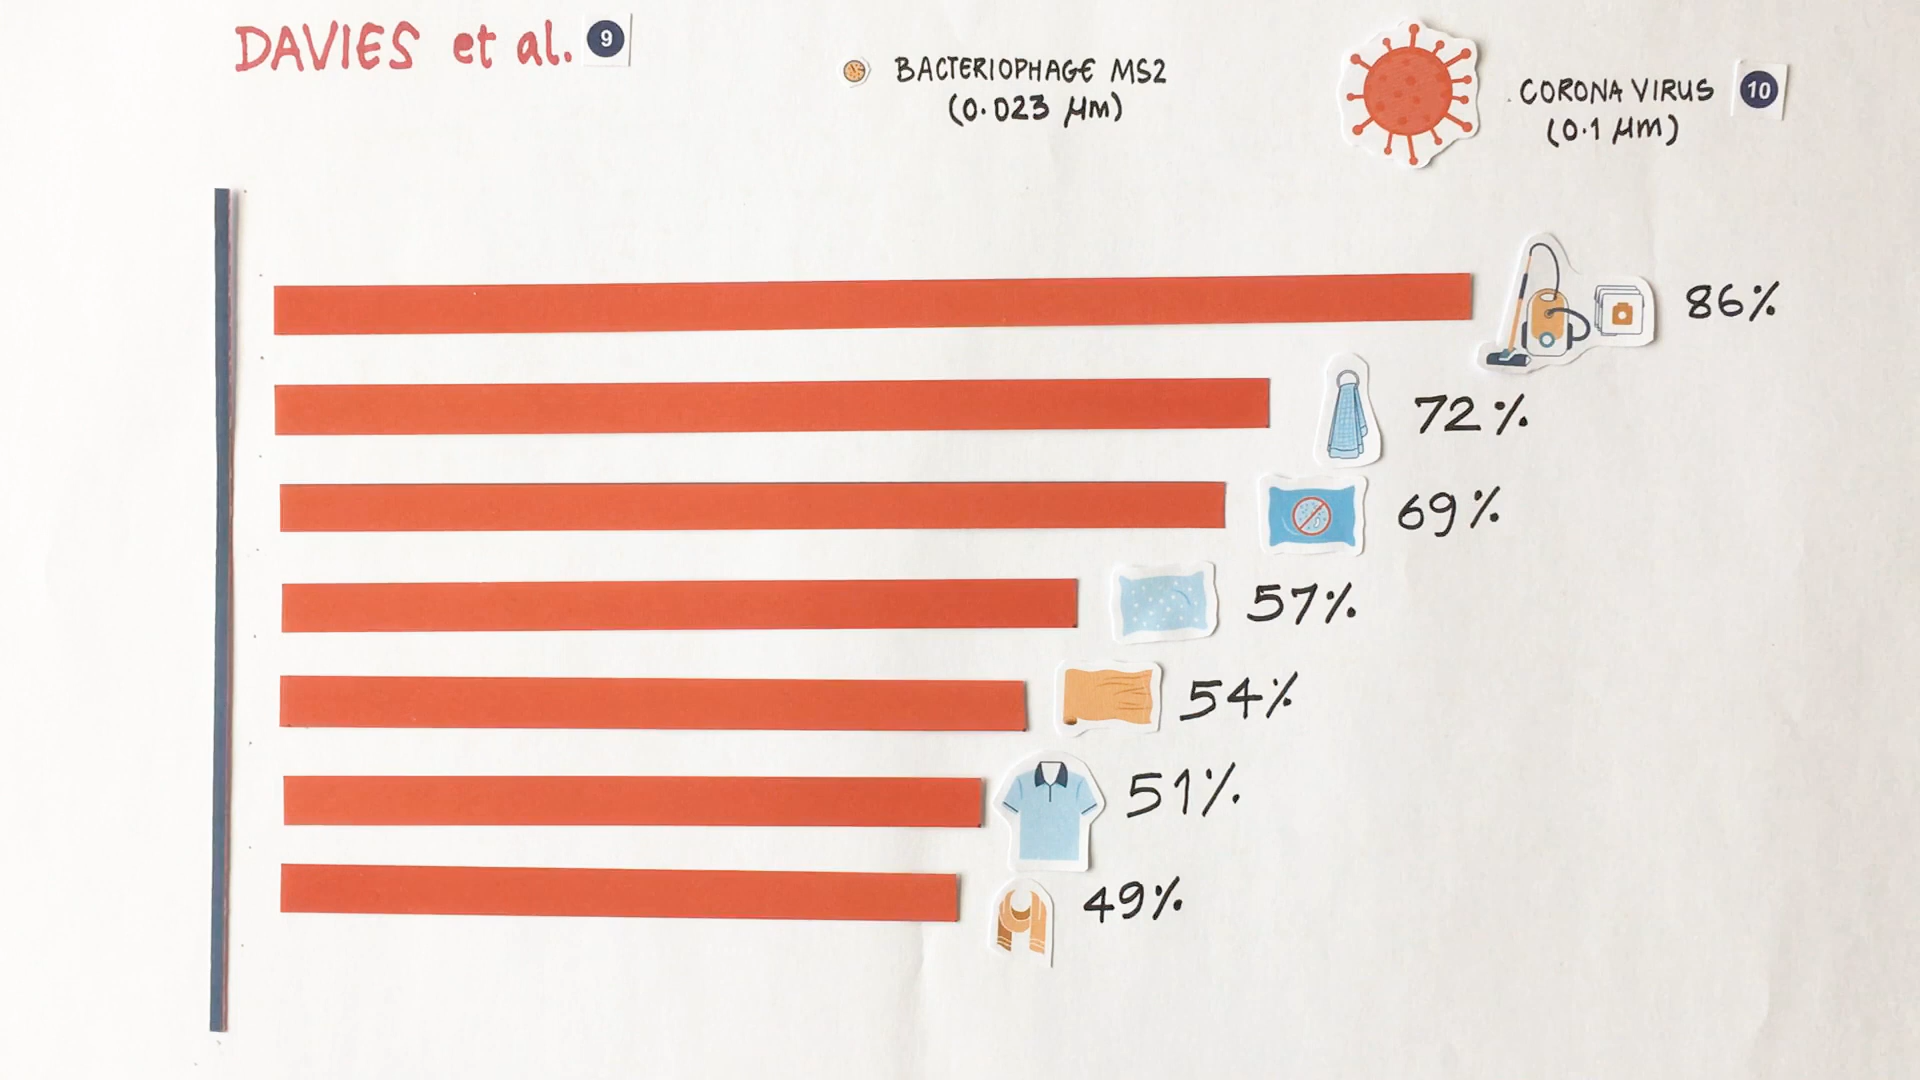 DAVIES et al. 9
BACTERIOPHAGE MS2
(0.023 µm)
CORONA VIRUS 10
(0.1 µm)
86%
72%
69%
57%
54%
51%
49%